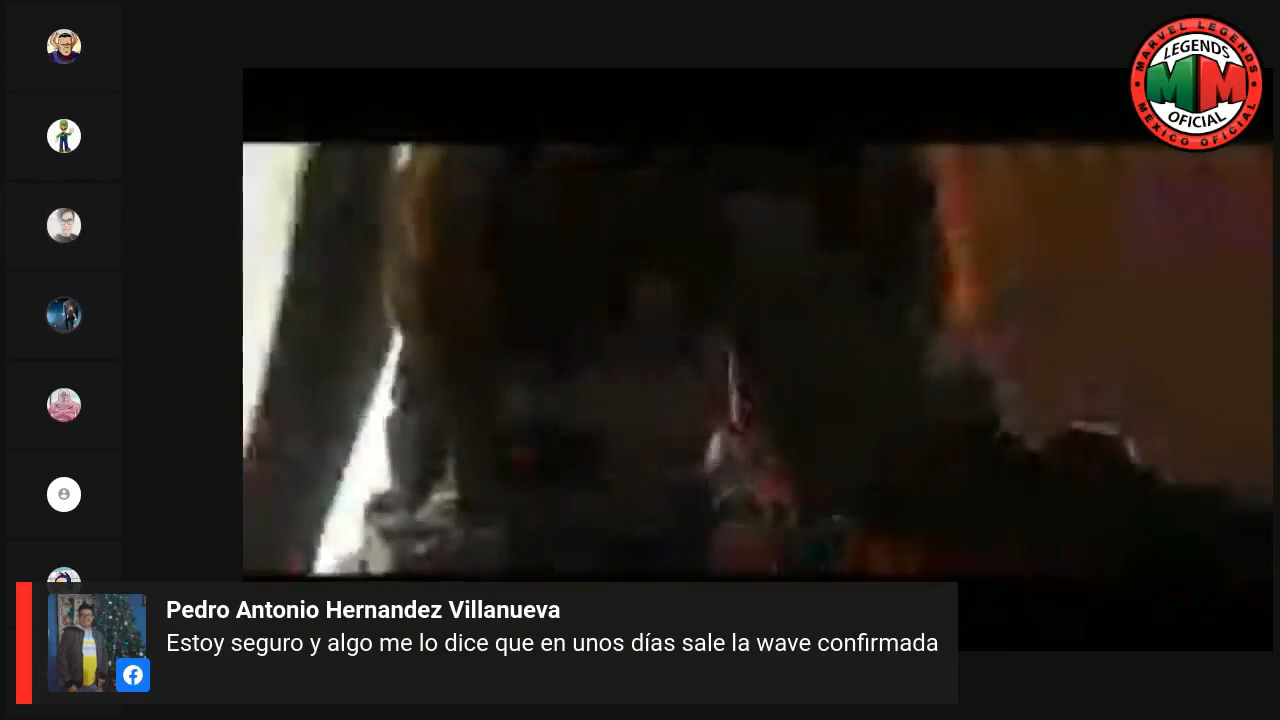 MARVEL LEGENDS
LEGENDS
MM
OFICIAL
MEXICO OFICIAL
Pedro Antonio Hernandez Villanueva
Estoy seguro y algo me lo dice que en unos días sale la wave confirmada